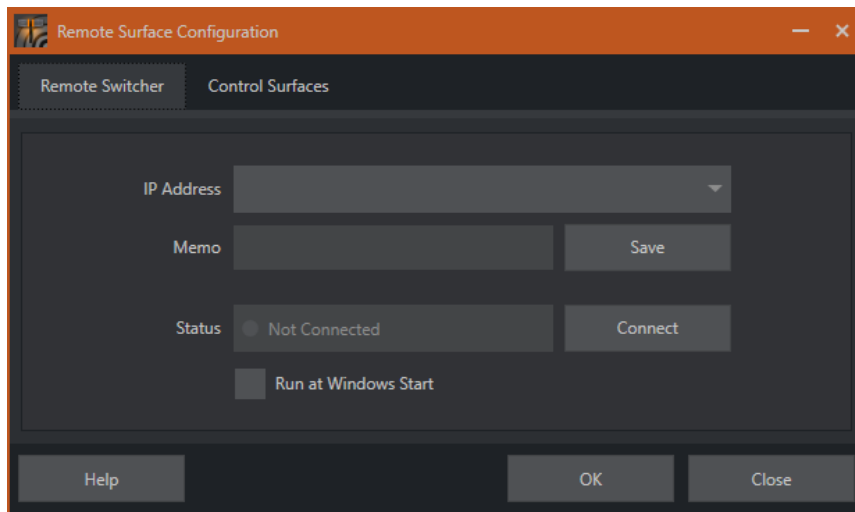 Remote Surface Configuration
Remote Switcher Control Surfaces
IP Address
Memo Save
Status Not Connected Connect
Run at Windows Start
Help OK Close